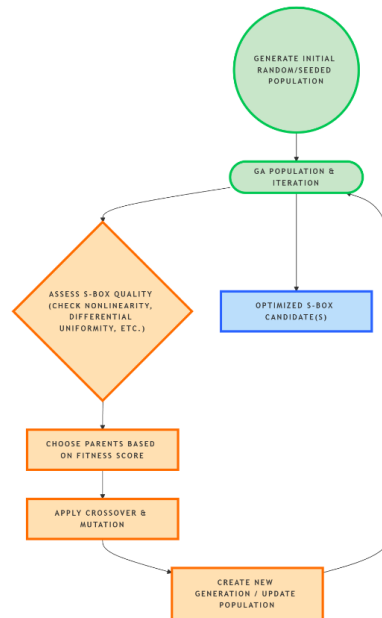 GENERATE INITIAL
RANDOM/SEEDED
POPULATION
GA POPULATION &
ITERATION
ASSESS S-BOX QUALITY
(CHECK NONLINEARITY,
DIFFERENTIAL
UNIFORMITY, ETC.)
OPTIMIZED S-BOX
CANDIDATE(S)
CHOOSE PARENTS BASED
ON FITNESS SCORE
APPLY CROSSOVER &
MUTATION
CREATE NEW
GENERATION / UPDATE
POPULATION